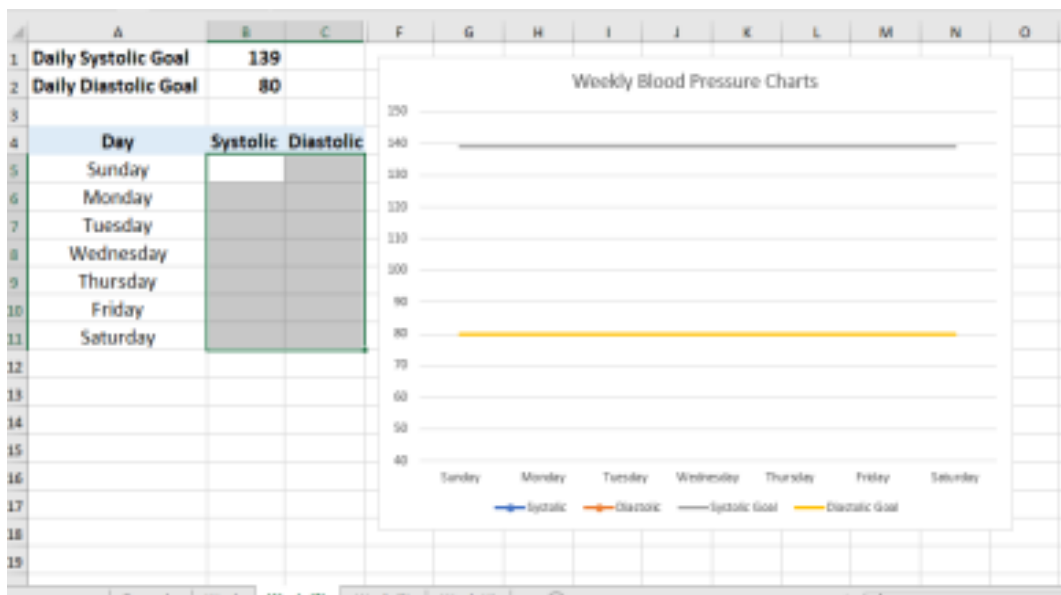 A B C F G H I J K L M N O
1 Daily Systolic Goal 139
2 Daily Diastolic Goal 80
3
4 Day Systolic Diastolic
5 Sunday
6 Monday
7 Tuesday
8 Wednesday
9 Thursday
10 Friday
11 Saturday
12
13
14
15
16
17
18
19
Weekly Blood Pressure Charts
150
140
130
120
110
100
90
80
70
60
50
40
Sunday Monday Tuesday Wednesday Thursday Friday Saturday
Systolic Diastolic Systolic Goal Diastolic Goal